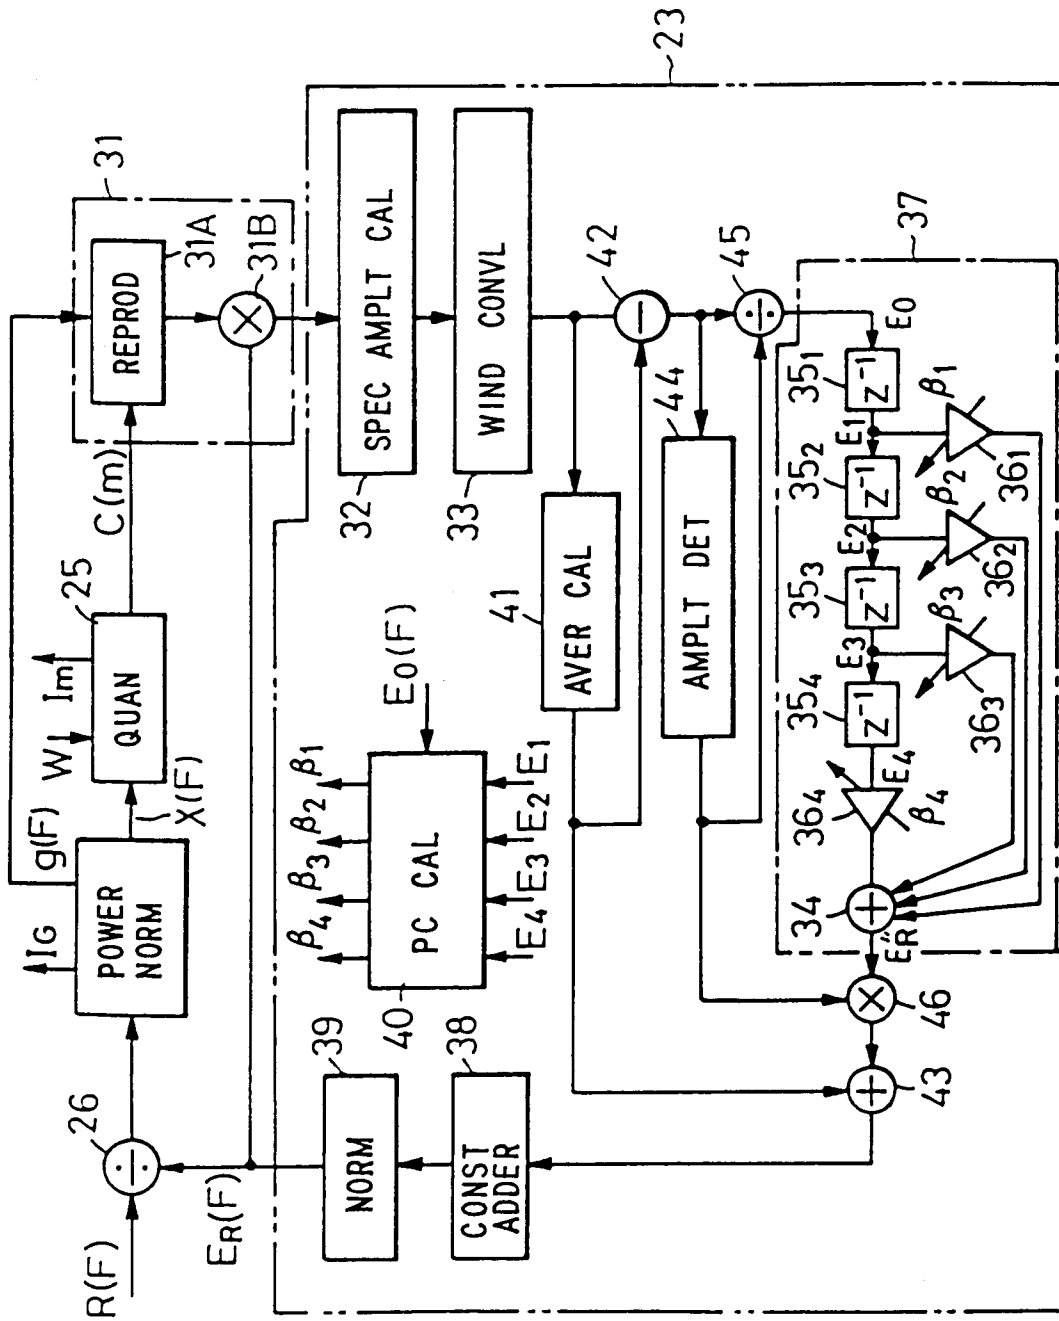 R(F)
26
IG
POWER NORM
g(F)
X(F)
W
Im
QUAN
25
C(m)
REPROD
31A
31B
31
23
ER(F)
NORM
39
CONST ADDER
38
PC CAL
40
β4
β3
β2
β1
E4
E3
E2
E1
E0(F)
SPEC AMPLT CAL
32
WIND CONVL
33
AVER CAL
41
42
AMPLT DET
44
45
37
E0
Z-1
351
E1
Z-1
352
E2
Z-1
353
E3
Z-1
354
E4
β1
361
β2
362
β3
363
β4
364
34
ER"
46
43